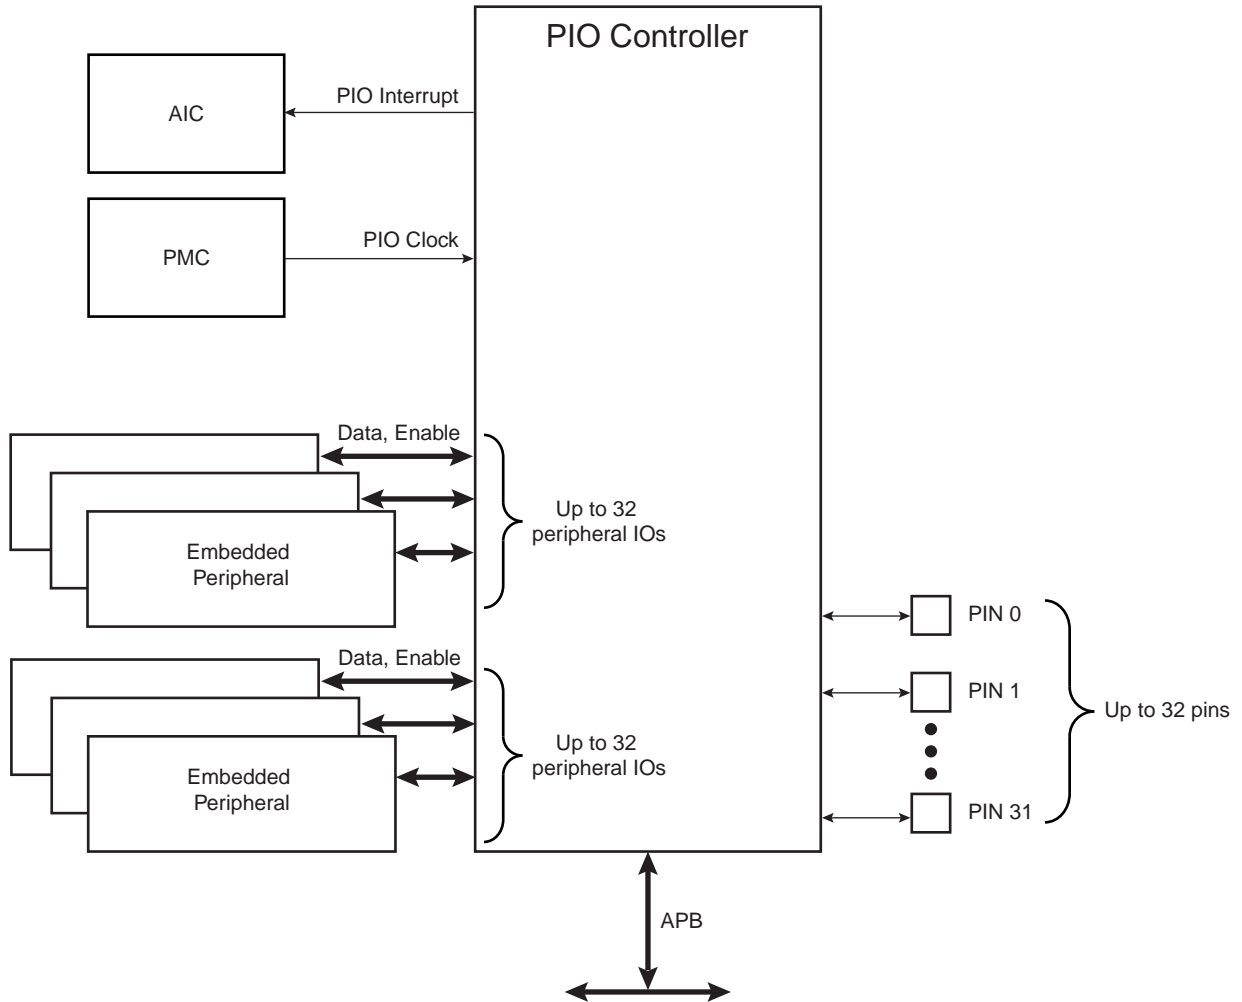 PIO Controller
PIO Interrupt
AIC
PIO Clock
PMC
Data, Enable
Up to 32
peripheral IOs
Embedded
Peripheral
PIN 0
Data, Enable
PIN 1
Up to 32 pins
Up to 32
peripheral IOs
Embedded
Peripheral
PIN 31
APB